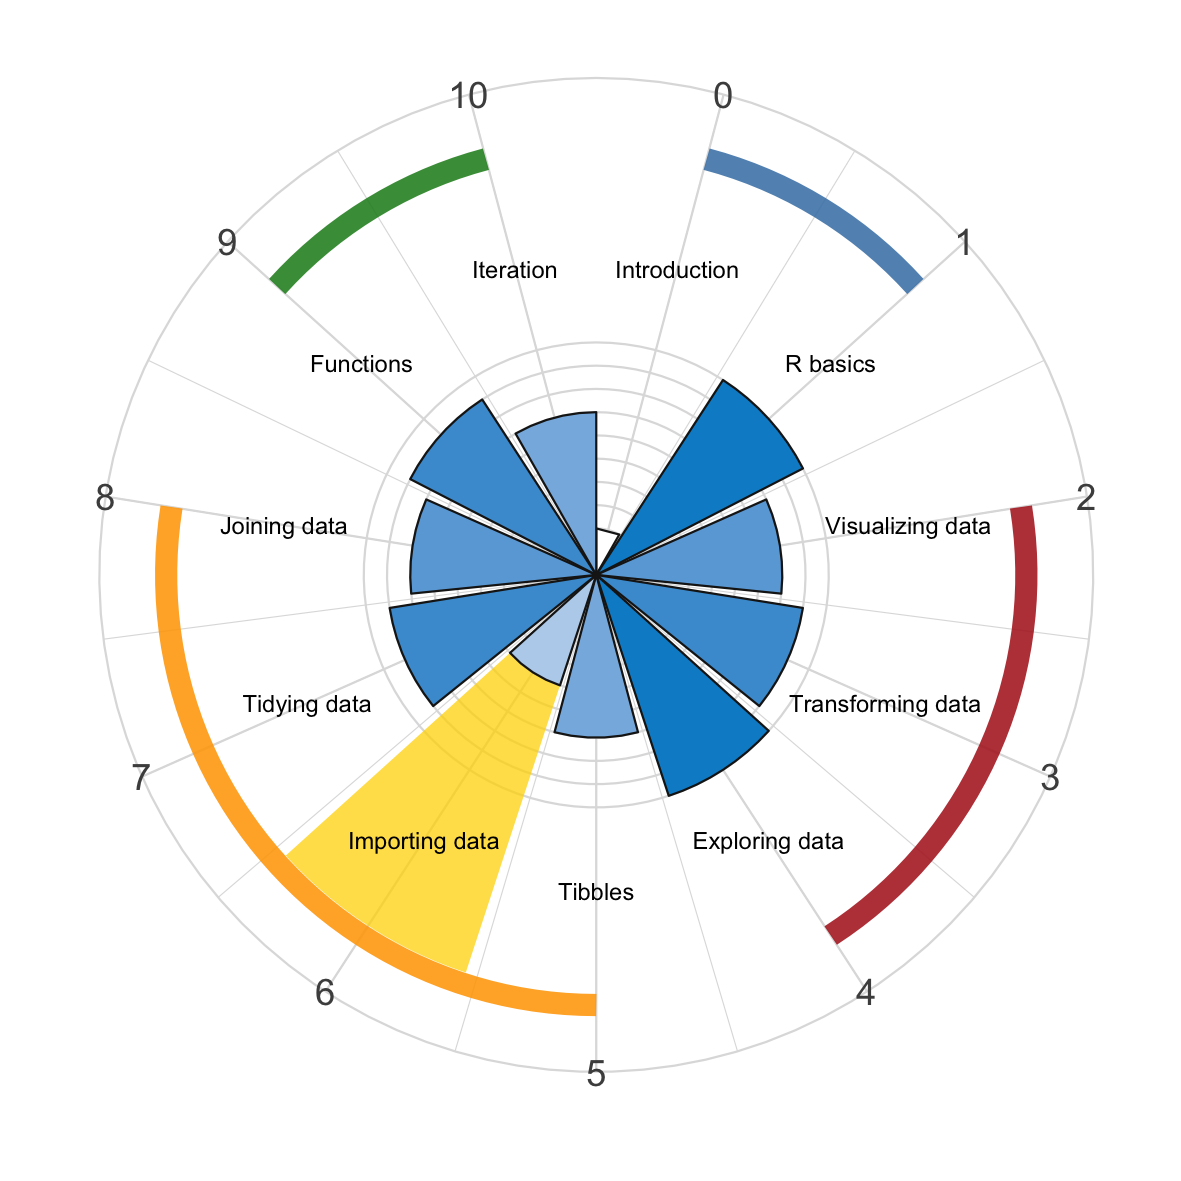 10
0
9
1
Iteration
Introduction
Functions
R basics
8
2
Joining data
Visualizing data
Tidying data
Transforming data
7
3
Importing data
Exploring data
Tibbles
6
4
5